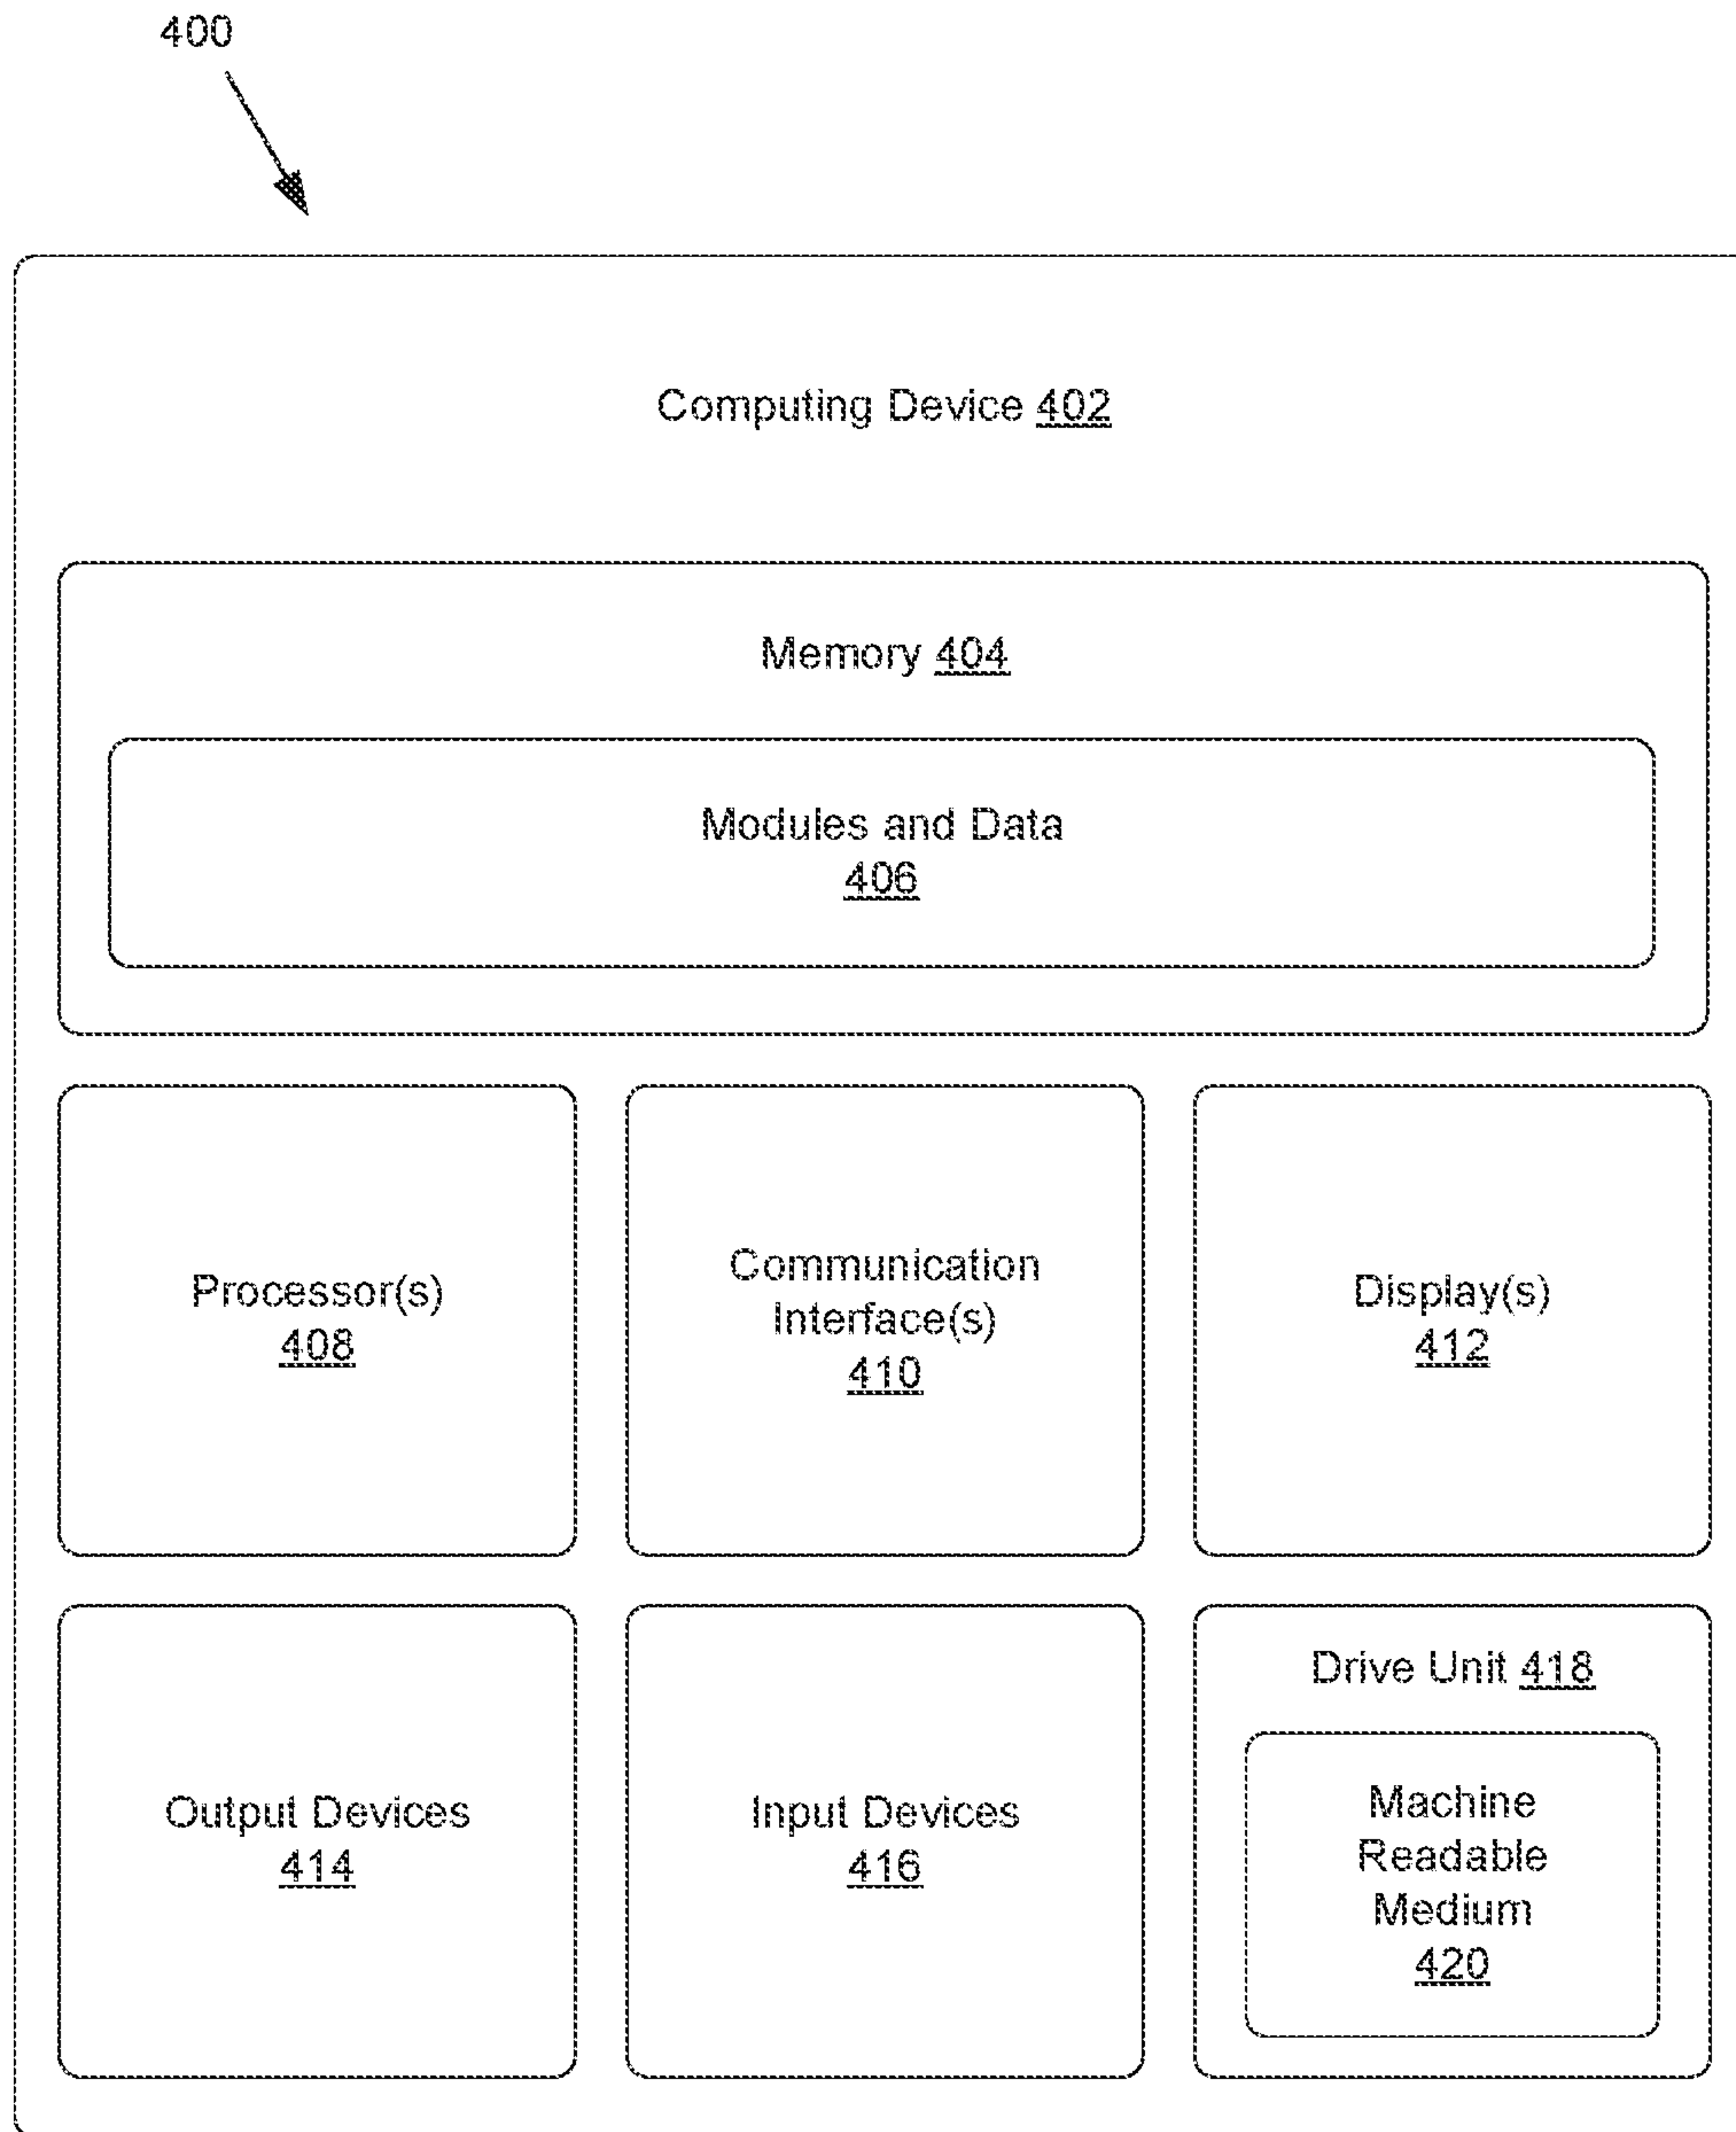 400
Computing Device 402
Memory 404
Modules and Data
406
Processor(s)
408
Communication
Interface(s)
410
Display(s)
412
Output Devices
414
Input Devices
416
Drive Unit 418
Machine
Readable
Medium
420